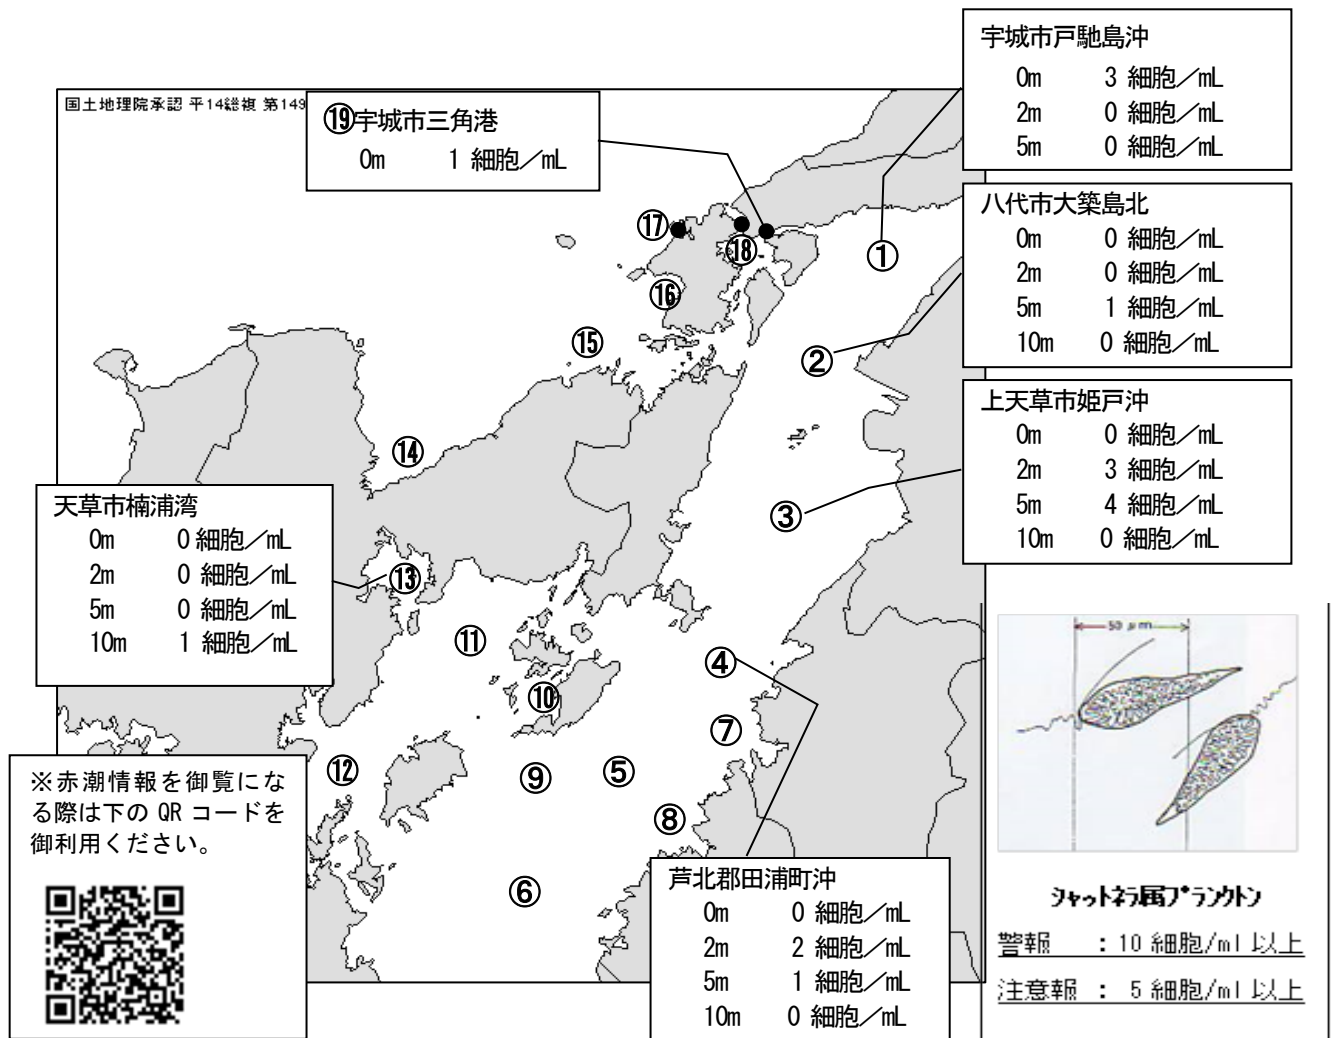 宇城市戸馳島沖
0m 3 細胞／mL
2m 0 細胞／mL
5m 0 細胞／mL
国土地理院承認 平14総複 第149
⑲宇城市三角港
0m 1 細胞／mL
八代市大築島北
0m 0 細胞／mL
2m 0 細胞／mL
5m 1 細胞／mL
10m 0 細胞／mL
⑰
⑱
①
⑯
⑮
②
上天草市姫戸沖
0m 0 細胞／mL
2m 3 細胞／mL
5m 4 細胞／mL
10m 0 細胞／mL
⑭
③
天草市楠浦湾
0m 0 細胞／mL
2m 0 細胞／mL
5m 0 細胞／mL
10m 1 細胞／mL
⑬
⑪
④
⑩
⑦
⑫
⑨
⑤
⑧
⑥
50 μm
※赤潮情報を御覧にな
る際は下の QR コードを
御利用ください。
芦北郡田浦町沖
0m 0 細胞／mL
2m 2 細胞／mL
5m 1 細胞／mL
10m 0 細胞／mL
シャットネラ属プランクトン
警報 ： 10 細胞/ml 以上
注意報 ： 5 細胞/ml 以上